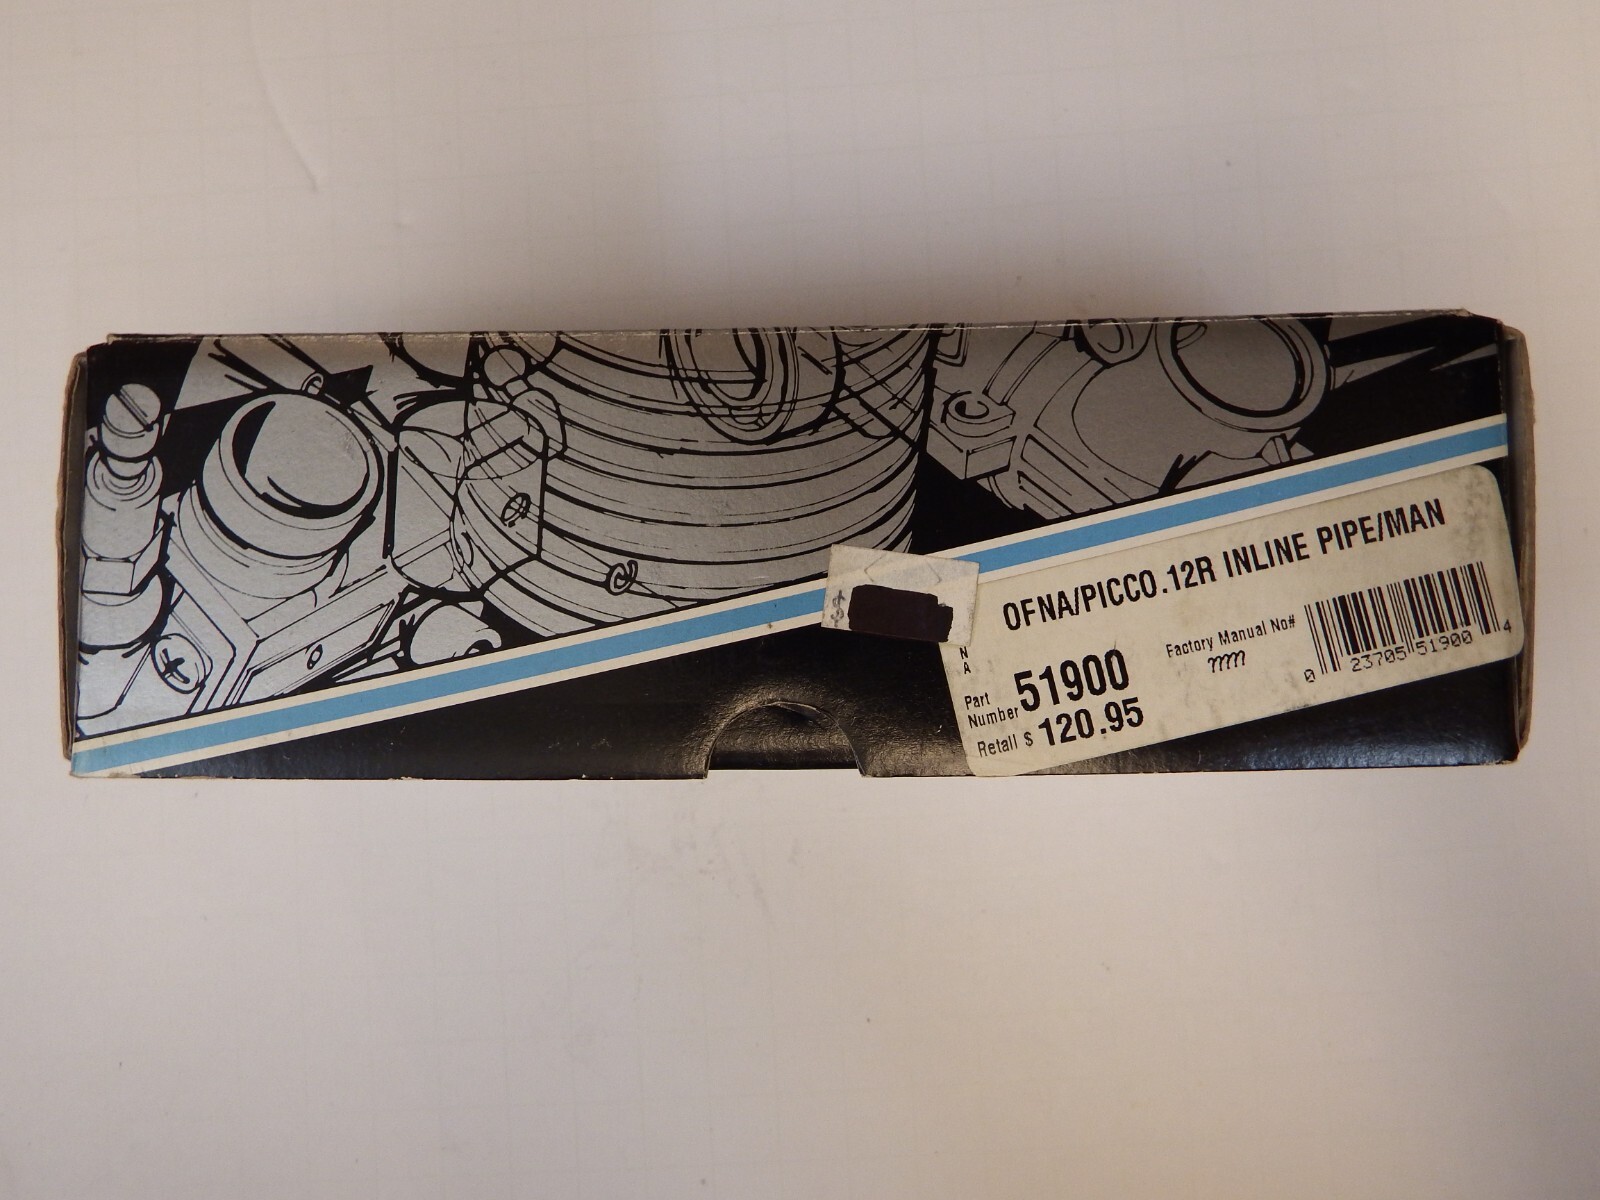 OFNA/PICCO.12R INLINE PIPE/MAN
N
A
Part Number 51900
Factory Manual No#
Retail $ 120.95
0 23705 51900 4
$